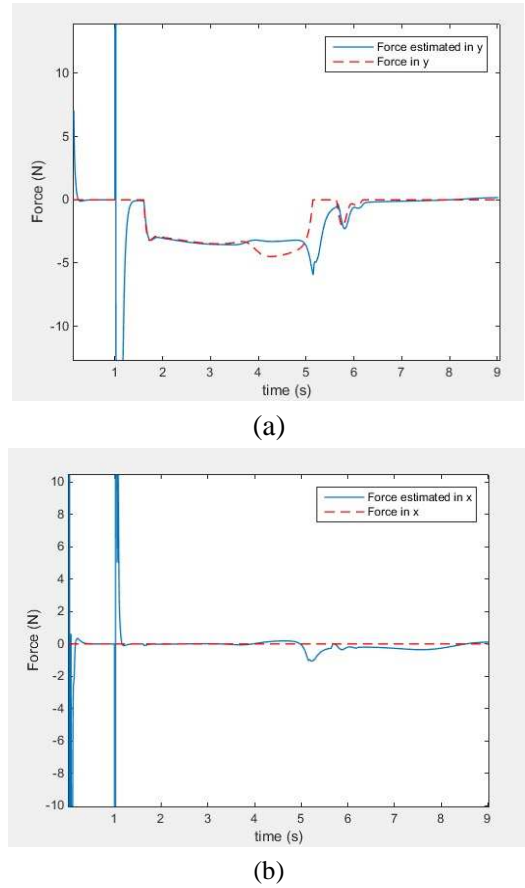 Force estimated in y
Force in y
Force (N)
10
5
0
-5
-10
1 2 3 4 5 6 7 8 9
time (s)
(a)
Force estimated in x
Force in x
Force (N)
10
8
6
4
2
0
-2
-4
-6
-8
-10
0 1 2 3 4 5 6 7 8 9
time (s)
(b)